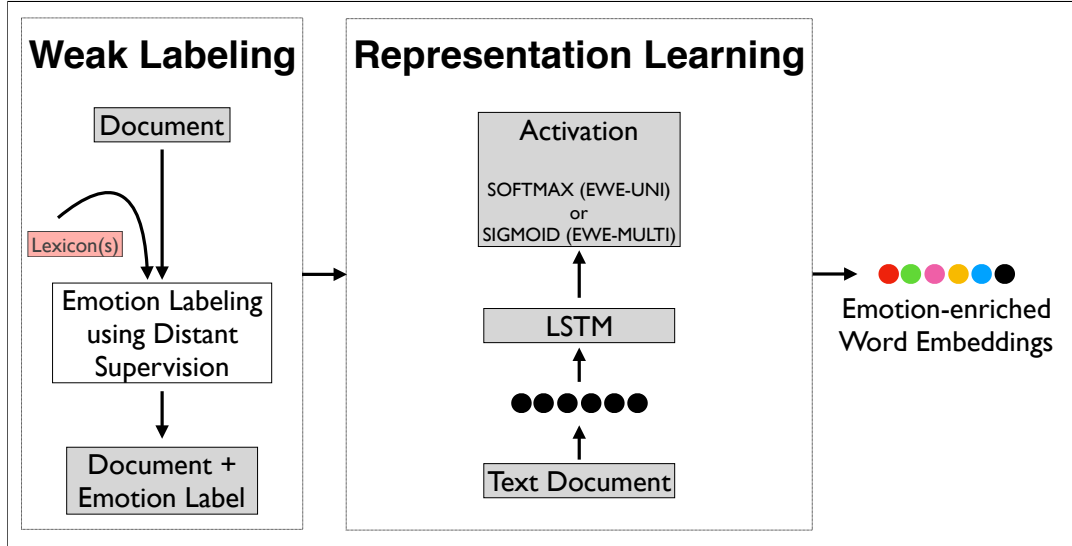 Weak Labeling
Document
Lexicon(s)
Emotion Labeling
using Distant
Supervision
Document +
Emotion Label
Representation Learning
Activation
SOFTMAX (EWE-UNI)
or
SIGMOID (EWE-MULTI)
LSTM
Text Document
Emotion-enriched
Word Embeddings